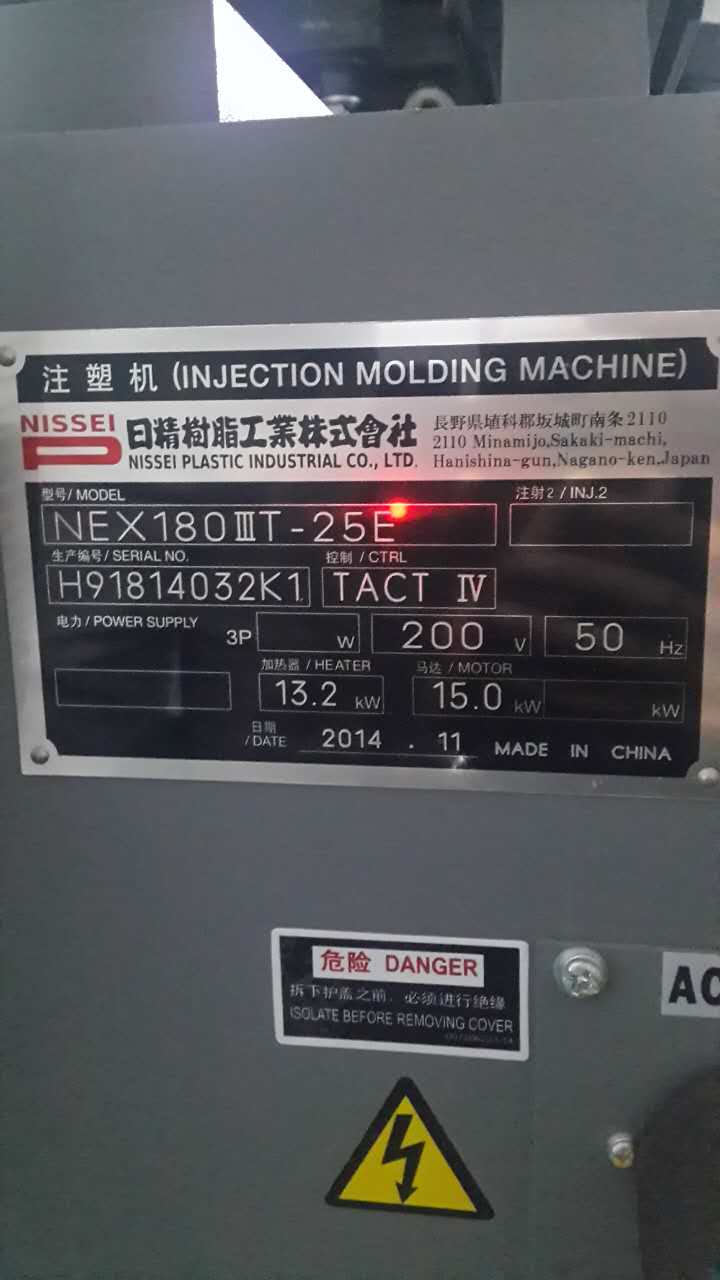 注塑机 (INJECTION MOLDING MACHINE)
NISSEI
日精樹脂工業株式會社
NISSEI PLASTIC INDUSTRIAL CO., LTD.
長野県埴科郡坂城町南条2110
2110 Minamijo,Sakaki-machi,
Hanishina-gun,Nagano-ken,Japan
型号/ MODEL
注射2 / INJ.2
NEX180ⅢT-25E
生产编号/ SERIAL NO.
控制 / CTRL
H91814032K1
TACT Ⅳ
电力 / POWER SUPPLY
3P W 200 V 50 Hz
加热器 / HEATER
马达 / MOTOR
13.2 kW
15.0 kW kW
日期
/ DATE
2014 . 11
MADE IN CHINA
危险 DANGER
拆下护盖之前, 必须进行绝缘
ISOLATE BEFORE REMOVING COVER
AC